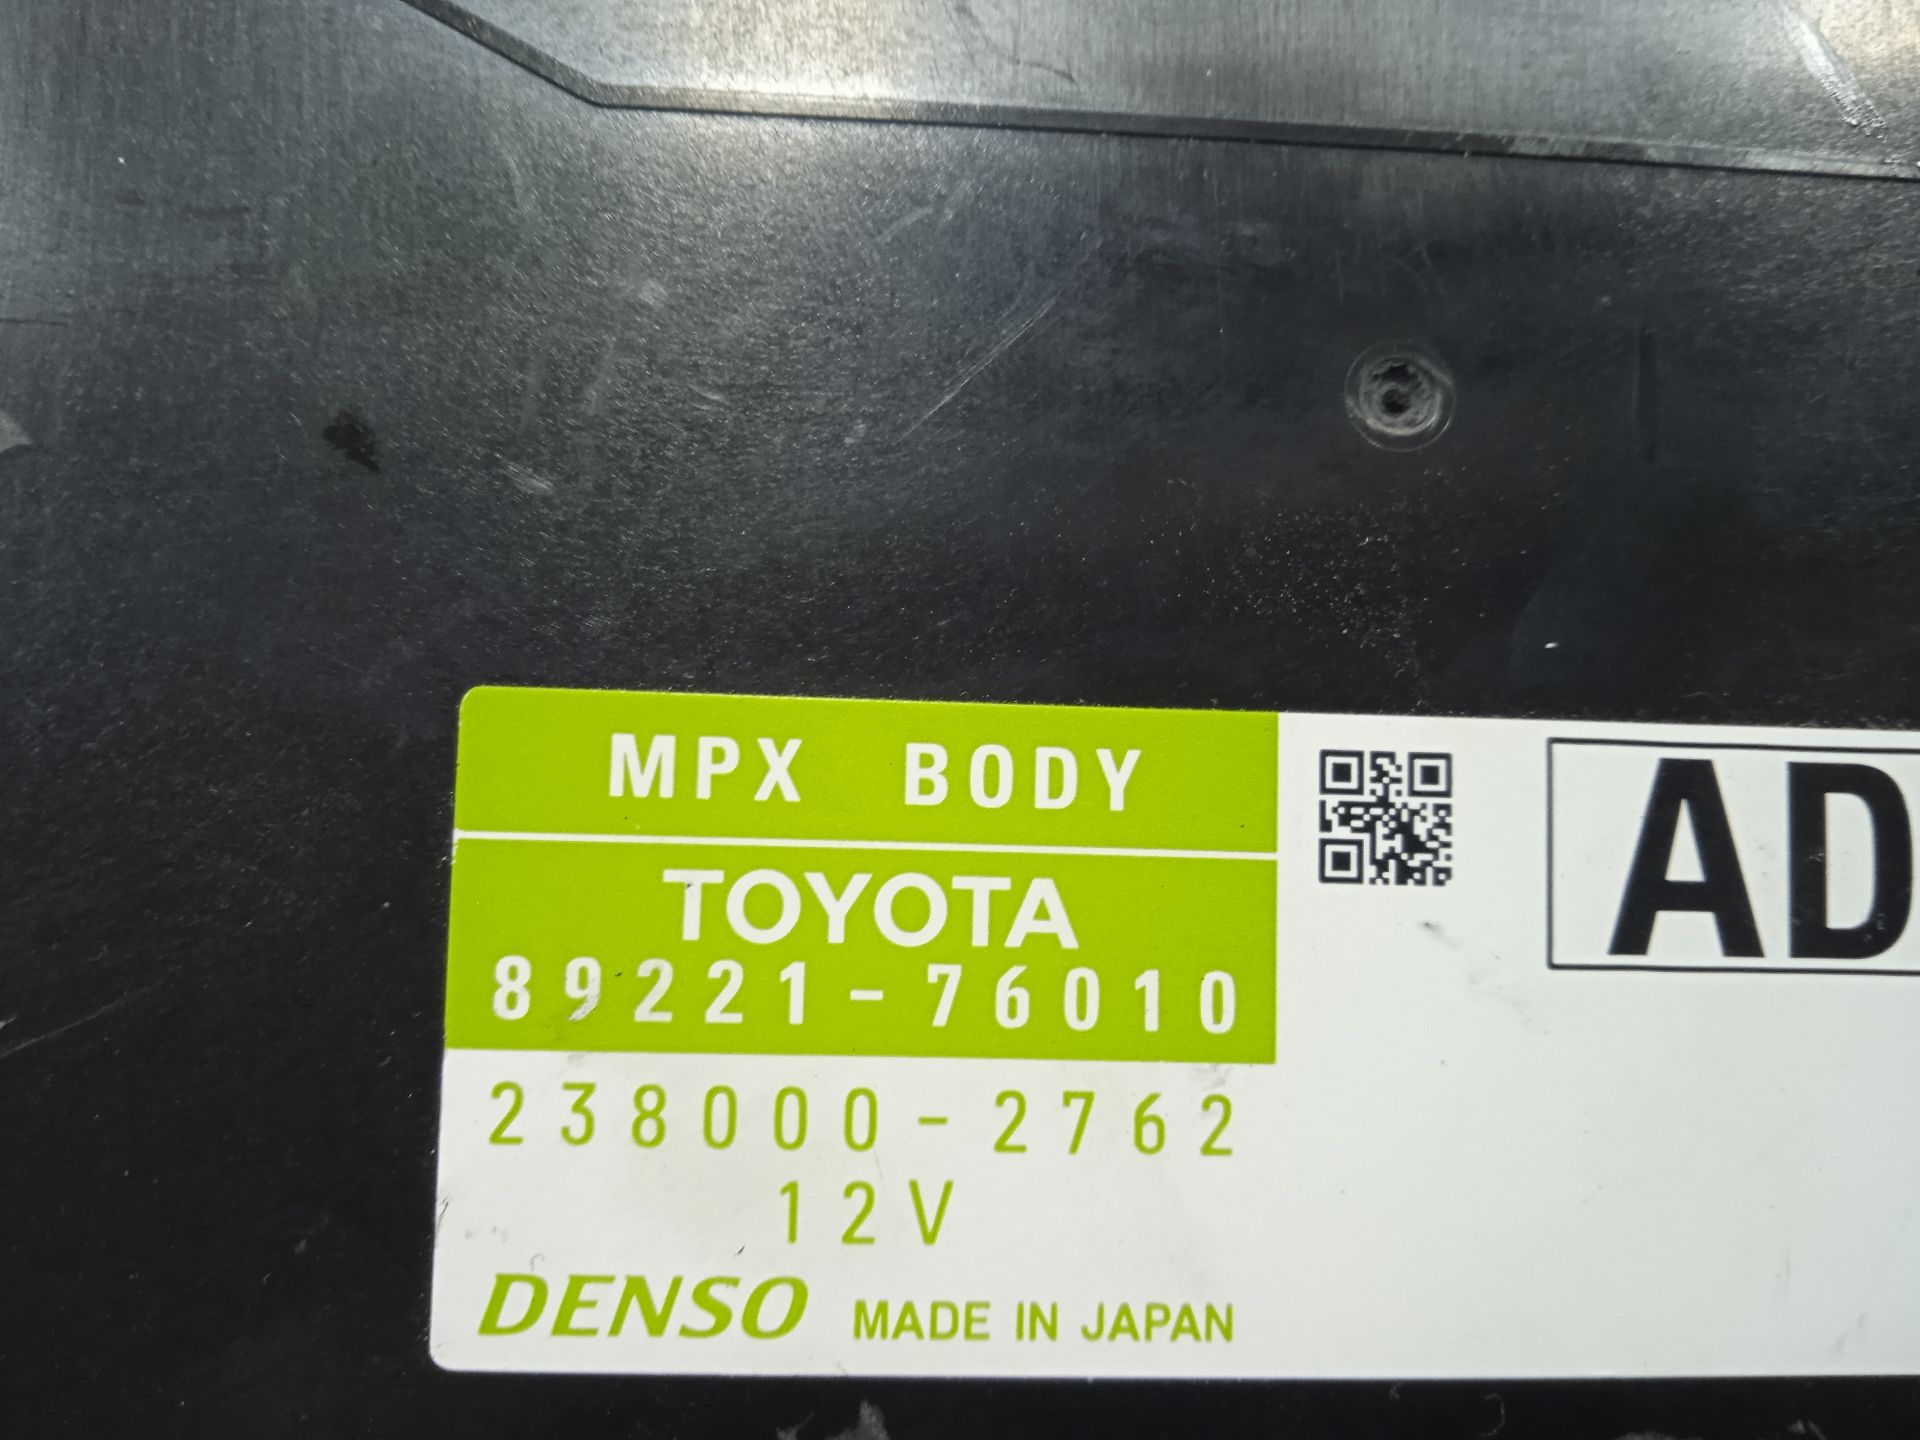 MPX BODY
TOYOTA
89221-76010
238000-2762
12V
DENSO MADE IN JAPAN
AD